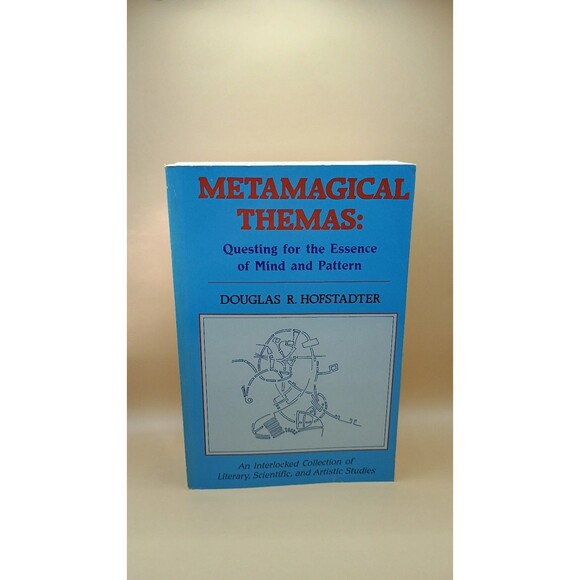 METAMAGICAL
THEMAS:
Questing for the Essence
of Mind and Pattern
DOUGLAS R. HOFSTADTER
An Interlocked Collection of
Literary, Scientific, and Artistic Studies